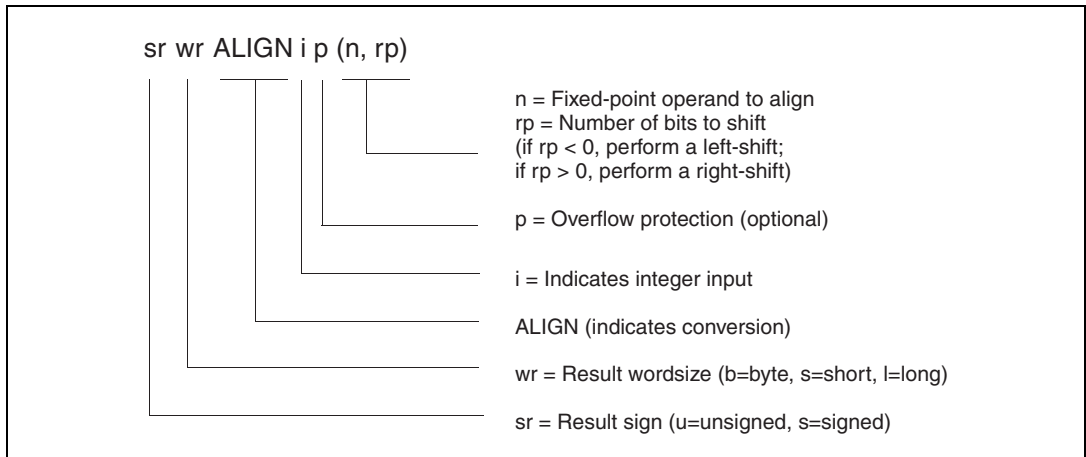 sr wr ALIGN i p (n, rp)
n = Fixed-point operand to align
rp = Number of bits to shift
(if rp < 0, perform a left-shift;
if rp > 0, perform a right-shift)
p = Overflow protection (optional)
i = Indicates integer input
ALIGN (indicates conversion)
wr = Result wordsize (b=byte, s=short, l=long)
sr = Result sign (u=unsigned, s=signed)